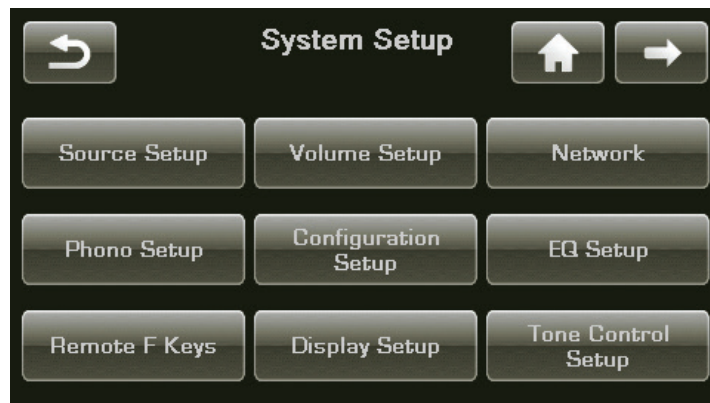 System Setup
Source Setup
Volume Setup
Network
Phono Setup
Configuration
Setup
EQ Setup
Remote F Keys
Display Setup
Tone Control
Setup